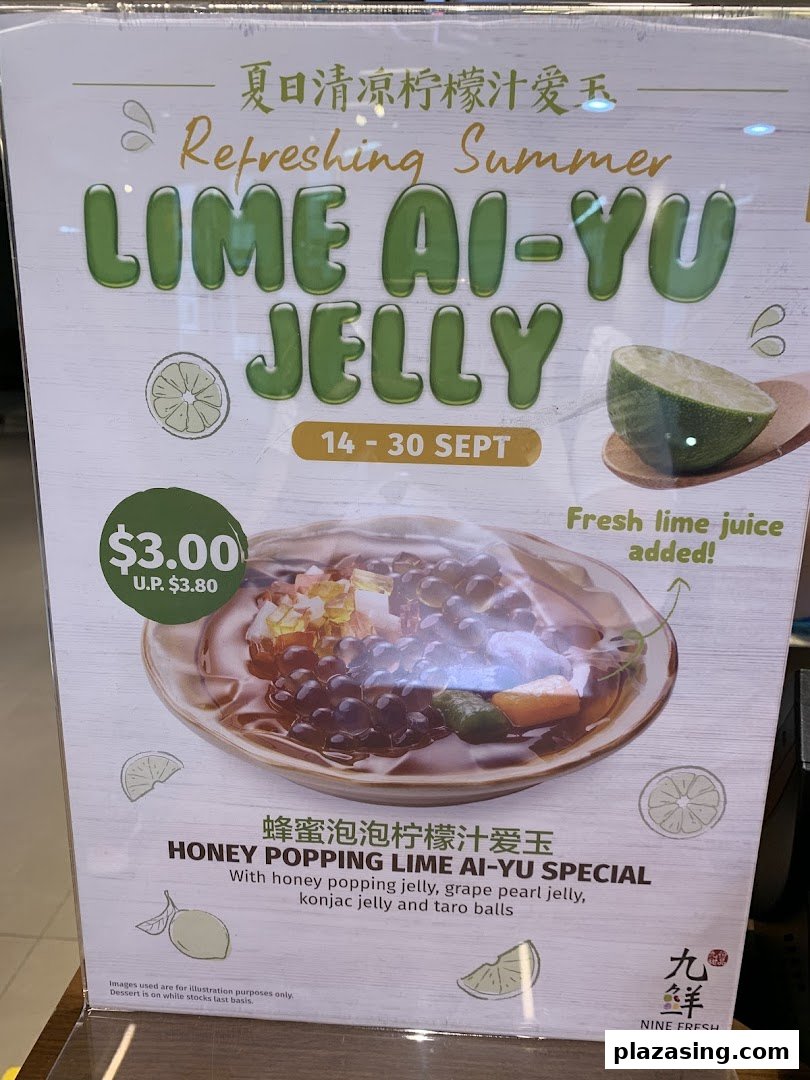 夏日清凉柠檬汁爱玉
Refreshing Summer
LIME AI-YU
JELLY
14 - 30 SEPT
$3.00
U.P. $3.80
Fresh lime juice
added!
蜂蜜泡泡柠檬汁爱玉
HONEY POPPING LIME AI-YU SPECIAL
With honey popping jelly, grape pearl jelly,
konjac jelly and taro balls
Images used are for illustration purposes only.
Dessert is on while stocks last basis.
九鲜
NINE FRESH
plazasing.com